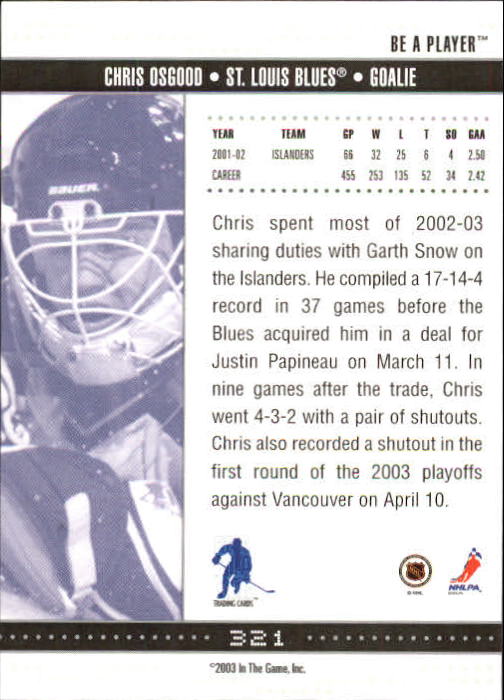 BE A PLAYER™
CHRIS OSGOOD • ST. LOUIS BLUES® • GOALIE
YEAR TEAM GP W L T SO GAA
2001-02 ISLANDERS 66 32 25 6 4 2.50
CAREER 455 253 135 52 34 2.42
BAUER
Chris spent most of 2002-03
sharing duties with Garth Snow on
the Islanders. He compiled a 17-14-4
record in 37 games before the
Blues acquired him in a deal for
Justin Papineau on March 11. In
nine games after the trade, Chris
went 4-3-2 with a pair of shutouts.
Chris also recorded a shutout in the
first round of the 2003 playoffs
against Vancouver on April 10.
TRADING CARDS
© NHL
NHLPA
321
©2003 In The Game, Inc.